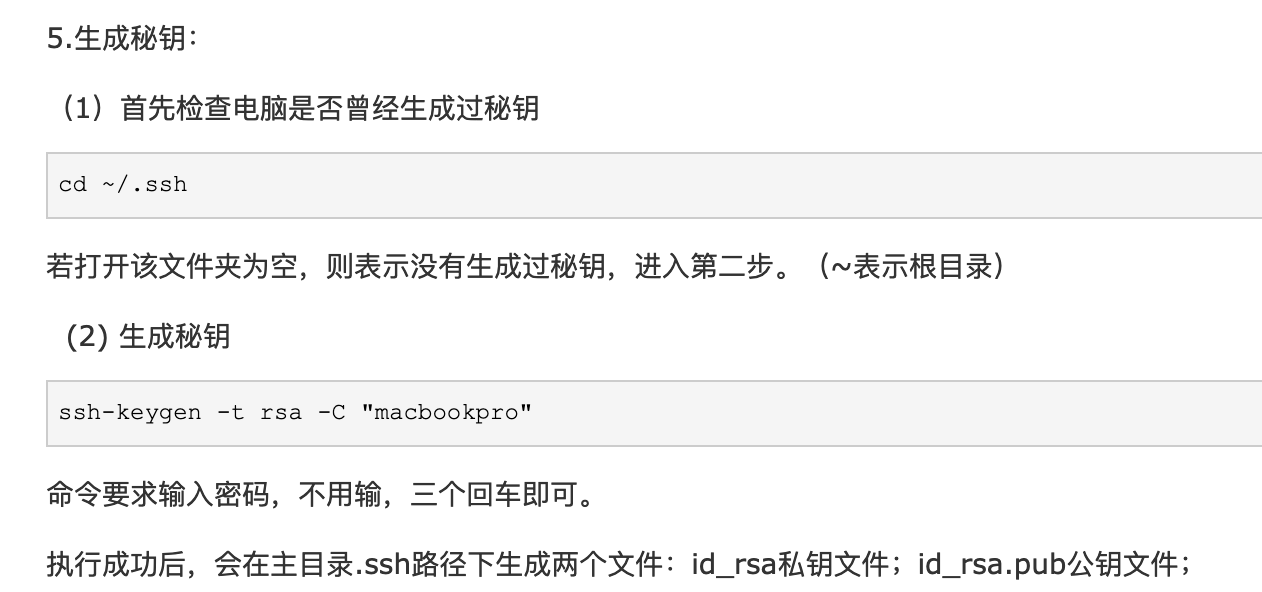 5.生成秘钥：
（1）首先检查电脑是否曾经生成过秘钥
cd ~/.ssh
若打开该文件夹为空，则表示没有生成过秘钥，进入第二步。（~表示根目录）
(2) 生成秘钥
ssh-keygen -t rsa -C "macbookpro"
命令要求输入密码，不用输，三个回车即可。
执行成功后，会在主目录.ssh路径下生成两个文件：id_rsa私钥文件；id_rsa.pub公钥文件；